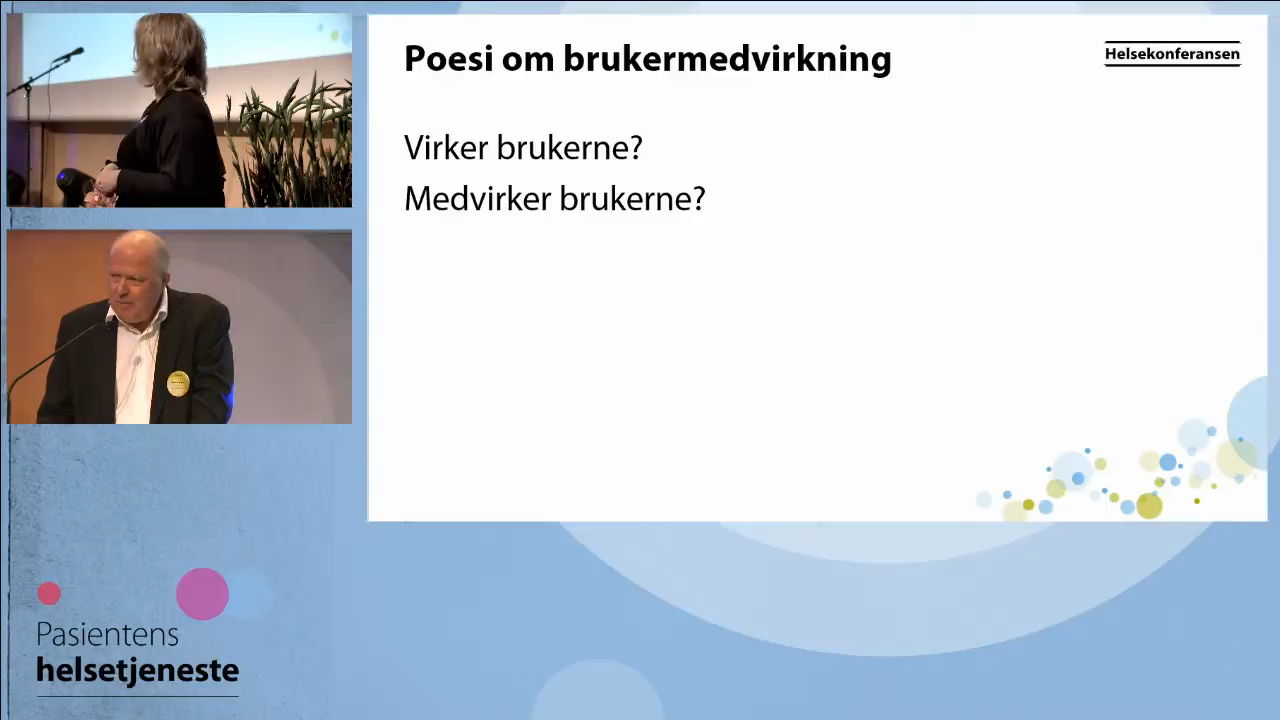 Poesi om brukermedvirkning
Helsekonferansen
Virker brukerne?
Medvirker brukerne?
Pasientens
helsetjeneste